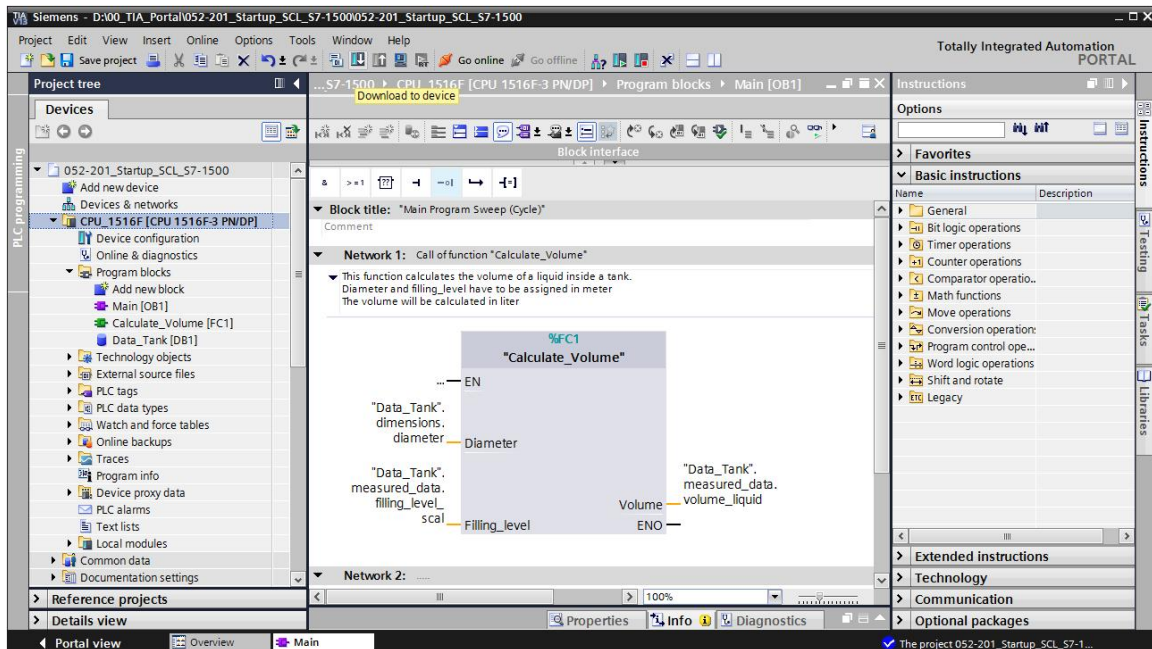 Siemens - D:\00_TIA_Portal\052-201_Startup_SCL_S7-1500\052-201_Startup_SCL_S7-1500
Project Edit View Insert Online Options Tools Window Help
Totally Integrated Automation
PORTAL
Save project
Go online
Go offline
Project tree
...S7-1500 CPU_1516F [CPU 1516F-3 PN/DP] Program blocks Main [OB1]
Download to device
Instructions
Devices
Options
PLC programming
052-201_Startup_SCL_S7-1500
Add new device
Devices & networks
CPU_1516F [CPU 1516F-3 PN/DP]
Device configuration
Online & diagnostics
Program blocks
Add new block
Main [OB1]
Calculate_Volume [FC1]
Data_Tank [DB1]
Technology objects
External source files
PLC tags
PLC data types
Watch and force tables
Online backups
Traces
Program info
Device proxy data
PLC alarms
Text lists
Local modules
Common data
Documentation settings
Reference projects
Details view
Block interface
& >=1 ??
Block title: "Main Program Sweep (Cycle)"
Comment
Network 1: Call of function "Calculate_Volume"
This function calculates the volume of a liquid inside a tank.
Diameter and filling_level have to be assigned in meter
The volume will be calculated in liter
%FC1
"Calculate_Volume"
... EN
"Data_Tank".
dimensions.
diameter
Diameter
"Data_Tank".
measured_data.
filling_level_
scal
Filling_level
"Data_Tank".
measured_data.
volume_liquid
Volume
ENO
Network 2: .....
100%
Properties Info Diagnostics
Favorites
Basic instructions
Name Description
General
Bit logic operations
Timer operations
Counter operations
Comparator operatio..
Math functions
Move operations
Conversion operation
Program control ope...
Word logic operations
Shift and rotate
Legacy
Extended instructions
Technology
Communication
Optional packages
Instructions
Testing
Tasks
Libraries
Portal view Overview Main
The project 052-201_Startup_SCL_S7-1...